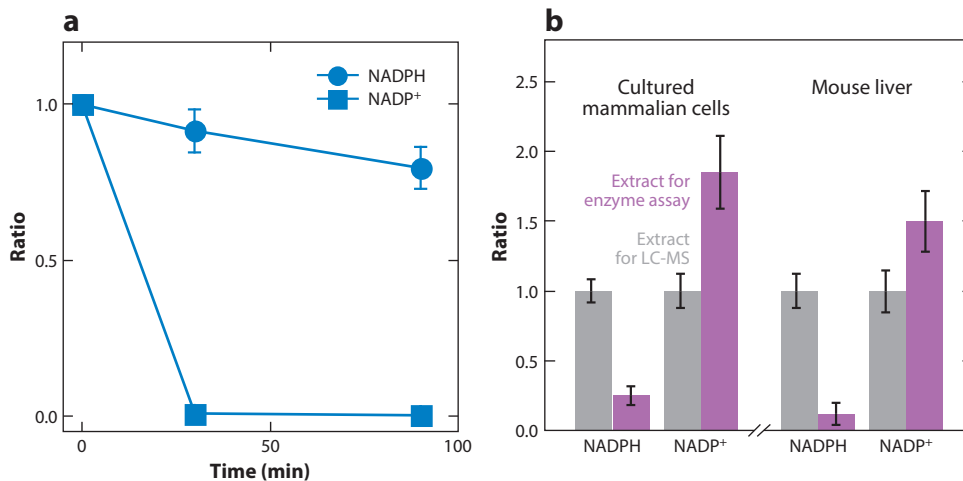 a
NADPH
NADP⁺
1.0
0.5
0.0
Ratio
0
50
100
Time (min)
b
Cultured
mammalian cells
Mouse liver
Extract for
enzyme assay
Extract
for LC-MS
2.5
2.0
1.5
1.0
0.5
0.0
Ratio
NADPH
NADP⁺
NADPH
NADP⁺